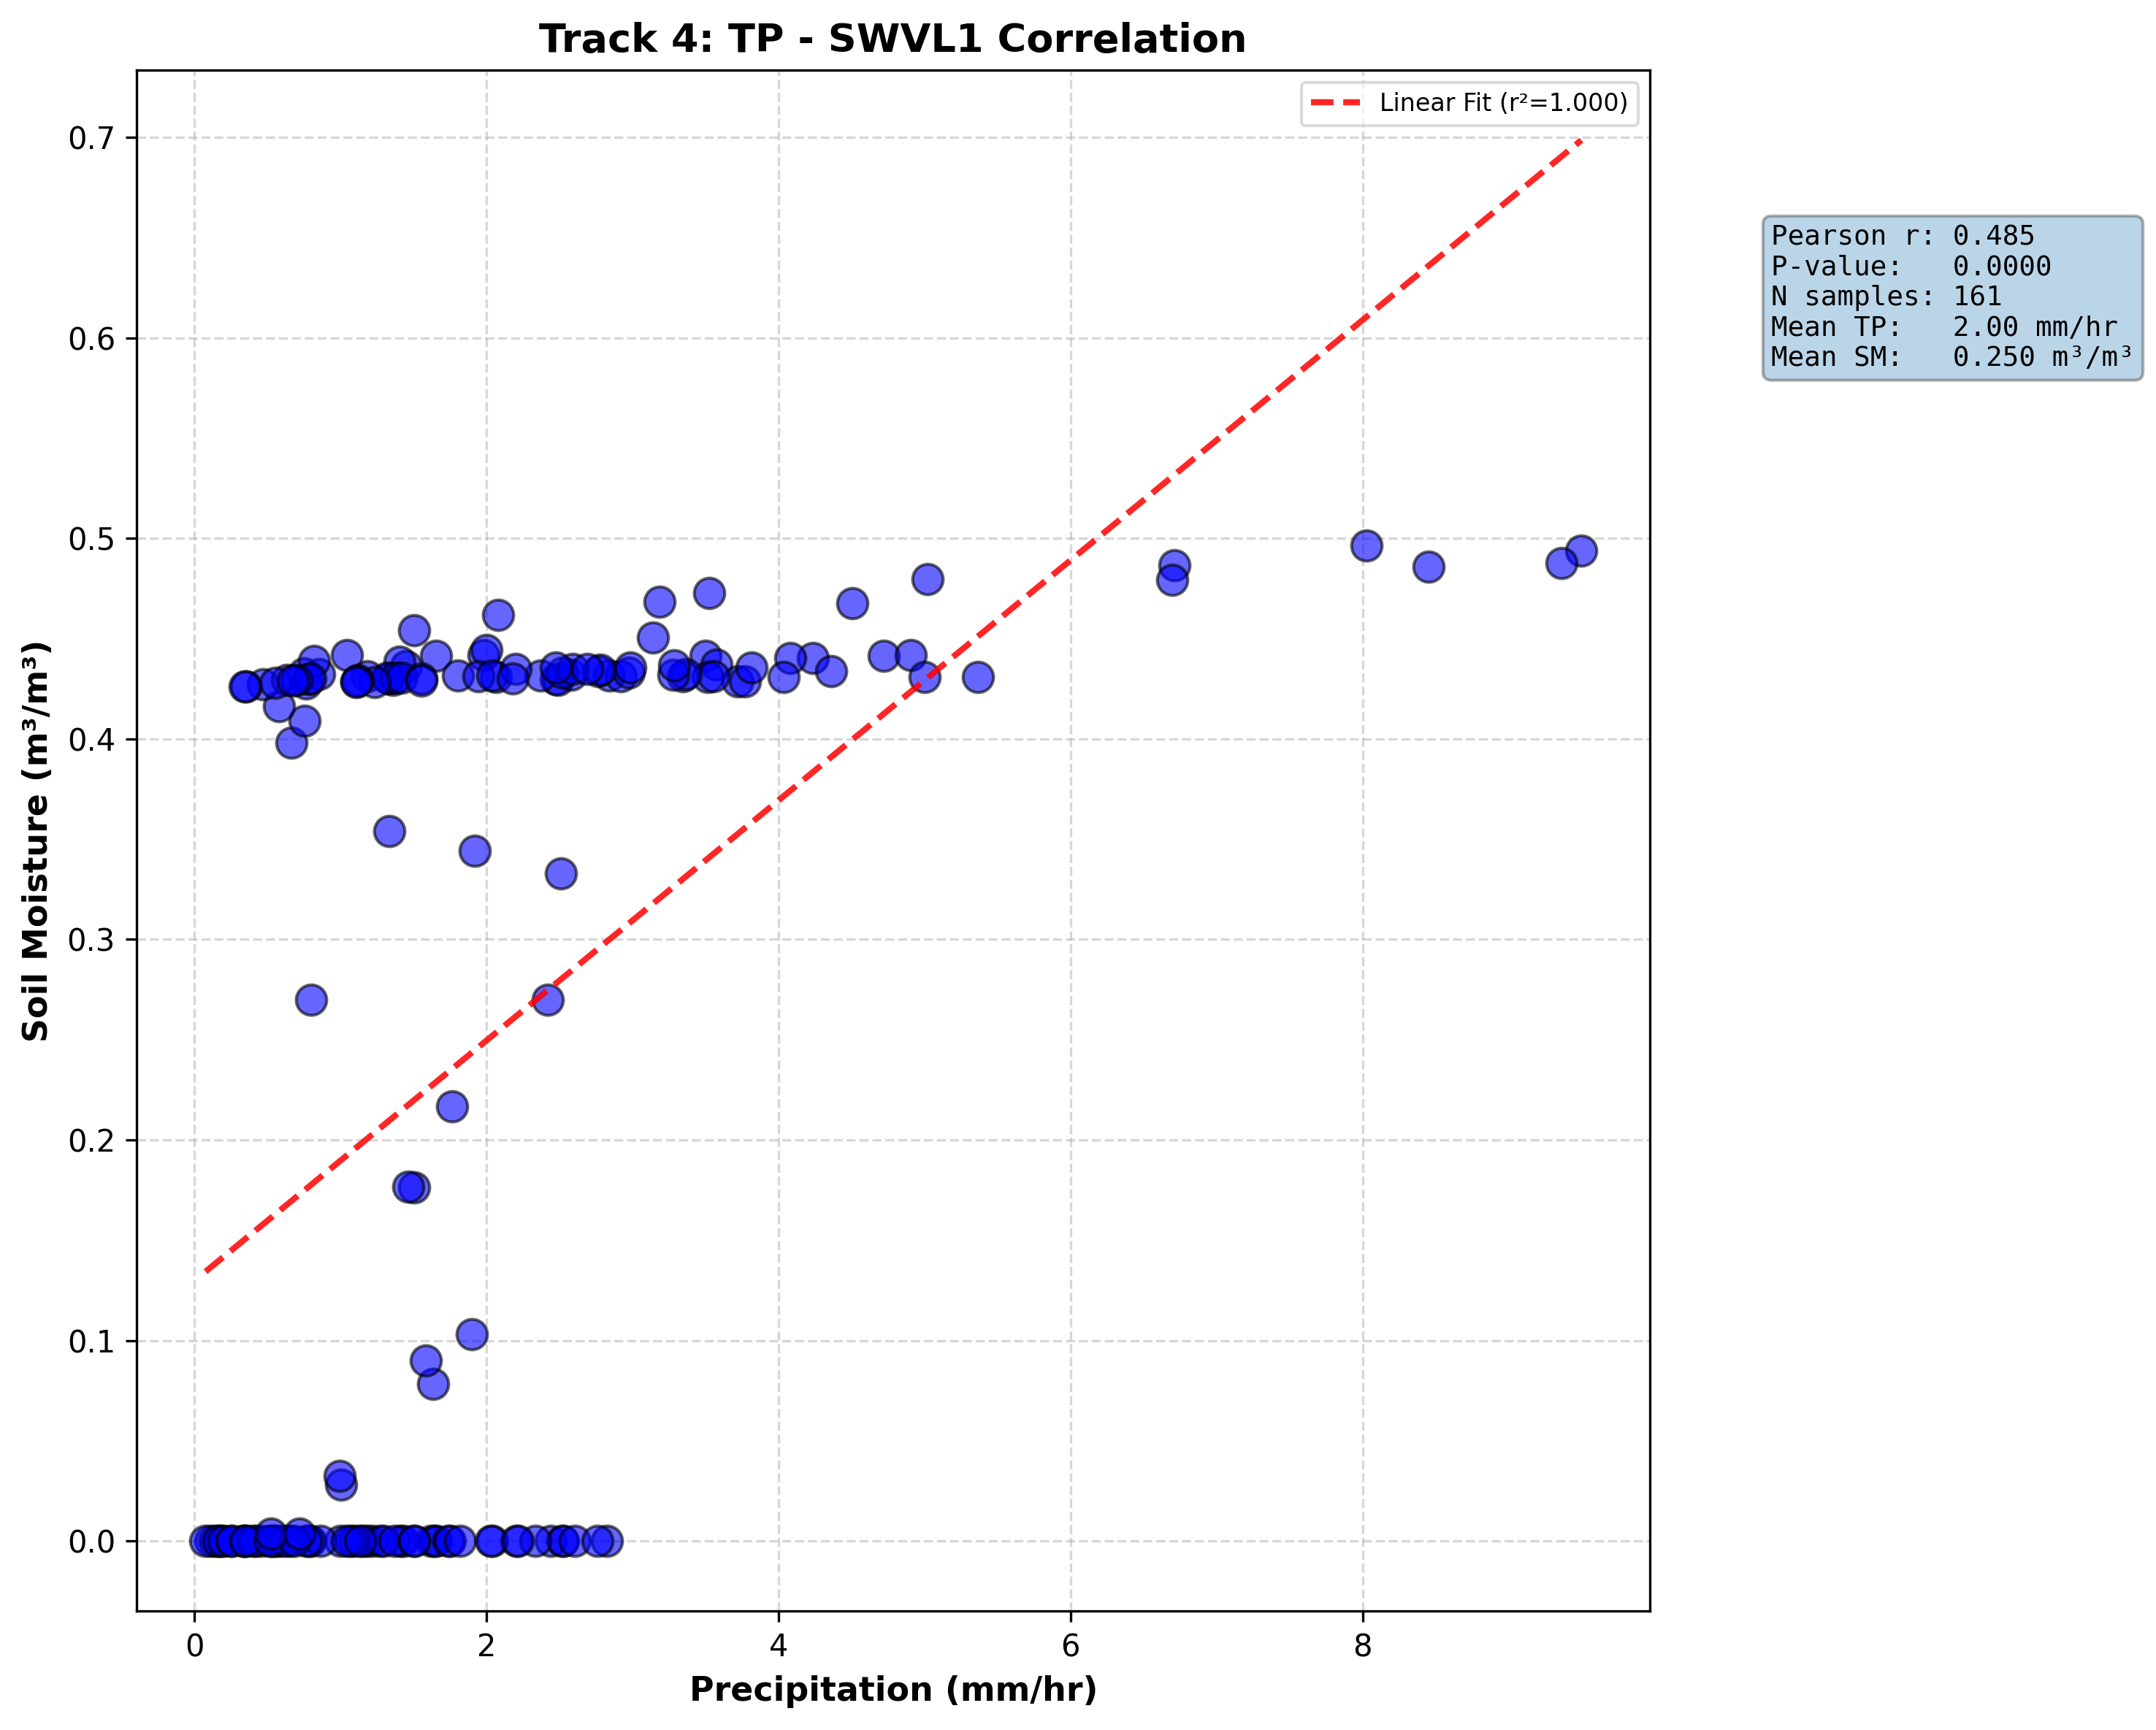 Track 4: TP - SWVL1 Correlation
Linear Fit (r²=1.000)
Pearson r: 0.485
P-value: 0.0000
N samples: 161
Mean TP: 2.00 mm/hr
Mean SM: 0.250 m³/m³
Soil Moisture (m³/m³)
0.7
0.6
0.5
0.4
0.3
0.2
0.1
0.0
0 2 4 6 8
Precipitation (mm/hr)